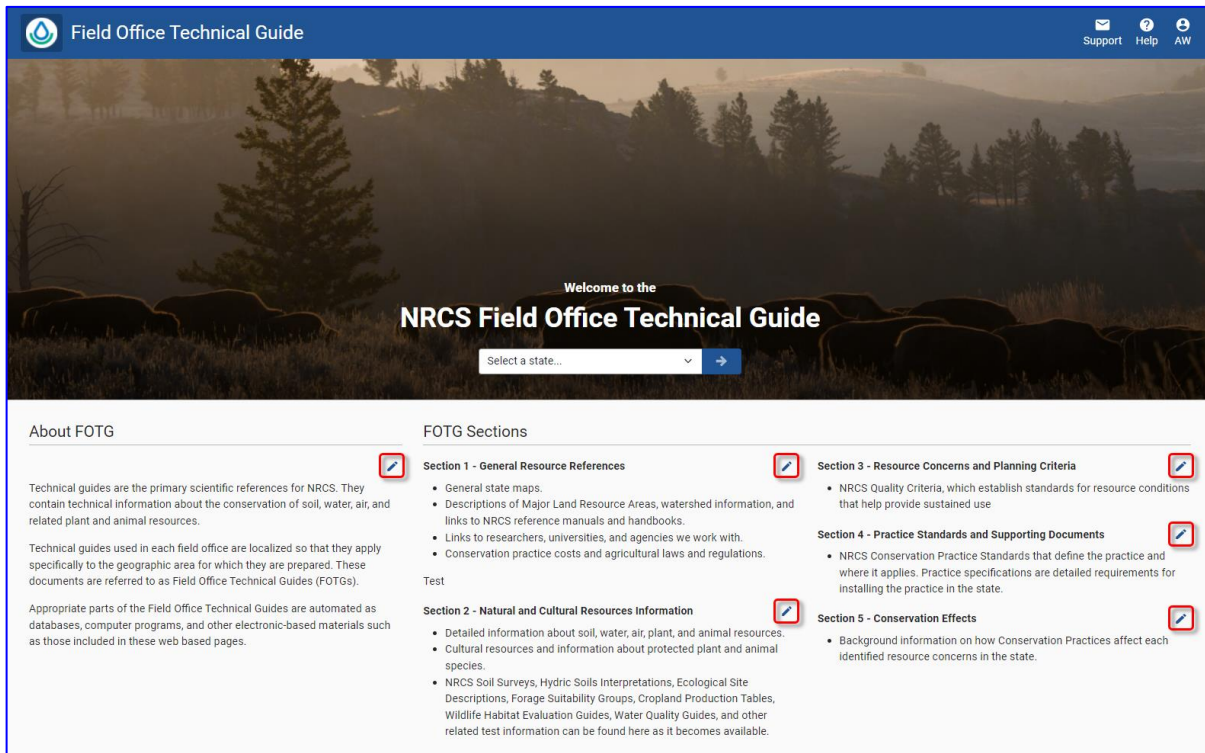 Field Office Technical Guide
Support Help AW
Welcome to the
NRCS Field Office Technical Guide
Select a state...
About FOTG
Technical guides are the primary scientific references for NRCS. They
contain technical information about the conservation of soil, water, air, and
related plant and animal resources.
Technical guides used in each field office are localized so that they apply
specifically to the geographic area for which they are prepared. These
documents are referred to as Field Office Technical Guides (FOTGs).
Appropriate parts of the Field Office Technical Guides are automated as
databases, computer programs, and other electronic-based materials such
as those included in these web based pages.
FOTG Sections
Section 1 - General Resource References
• General state maps.
• Descriptions of Major Land Resource Areas, watershed information, and
links to NRCS reference manuals and handbooks.
• Links to researchers, universities, and agencies we work with.
• Conservation practice costs and agricultural laws and regulations.
Test
Section 2 - Natural and Cultural Resources Information
• Detailed information about soil, water, air, plant, and animal resources.
• Cultural resources and information about protected plant and animal
species.
• NRCS Soil Surveys, Hydric Soils Interpretations, Ecological Site
Descriptions, Forage Suitability Groups, Cropland Production Tables,
Wildlife Habitat Evaluation Guides, Water Quality Guides, and other
related test information can be found here as it becomes available.
Section 3 - Resource Concerns and Planning Criteria
• NRCS Quality Criteria, which establish standards for resource conditions
that help provide sustained use
Section 4 - Practice Standards and Supporting Documents
• NRCS Conservation Practice Standards that define the practice and
where it applies. Practice specifications are detailed requirements for
installing the practice in the state.
Section 5 - Conservation Effects
• Background information on how Conservation Practices affect each
identified resource concerns in the state.